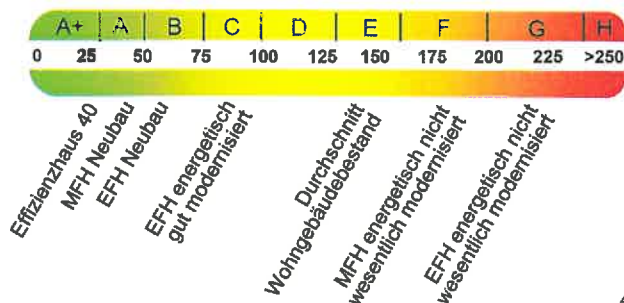 A+ A B C D E F G H
0 25 50 75 100 125 150 175 200 225 >250
Effizienzhaus 40
MFH Neubau
EFH Neubau
EFH energetisch
gut modernisiert
Durchschnitt
Wohngebäudebestand
MFH energetisch nicht
wesentlich modernisiert
EFH energetisch nicht
wesentlich modernisiert